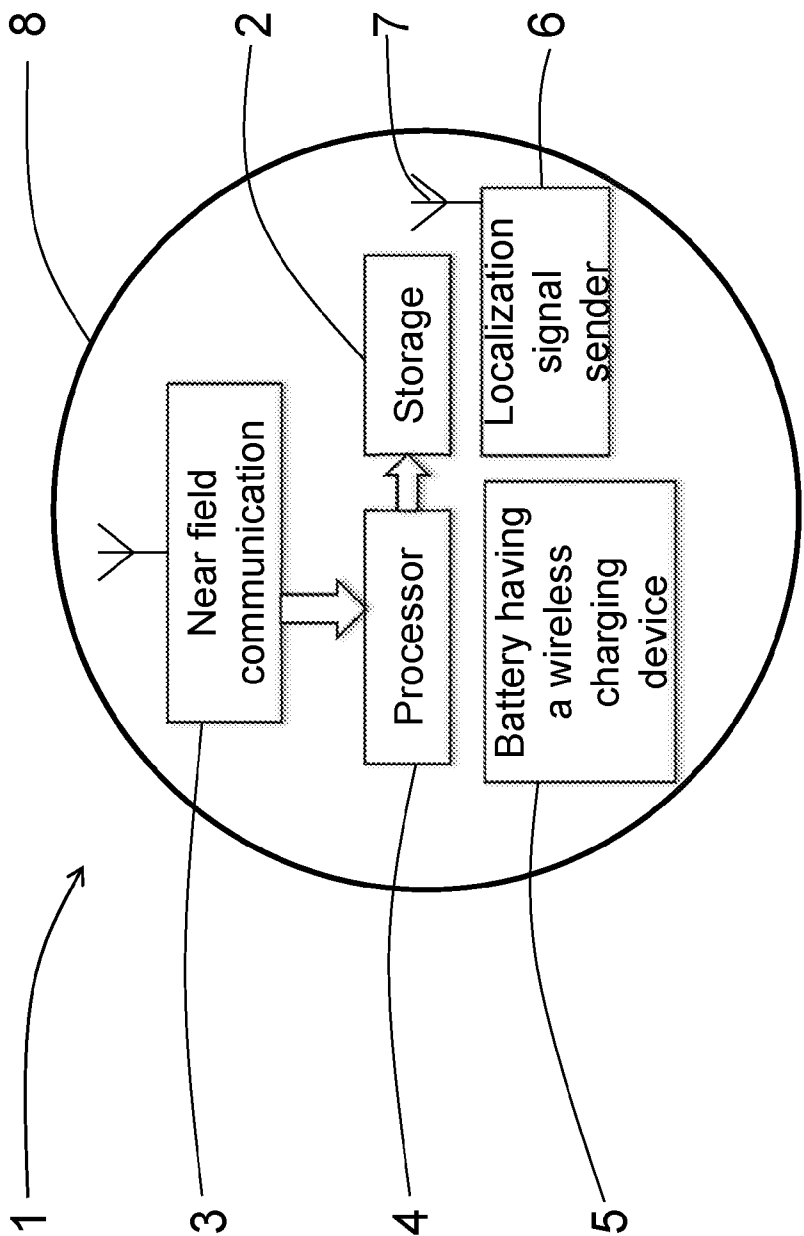 1
8
3
Near field
communication
2
4
Processor
Storage
7
5
Battery having
a wireless
charging
device
Localization
signal
sender
6